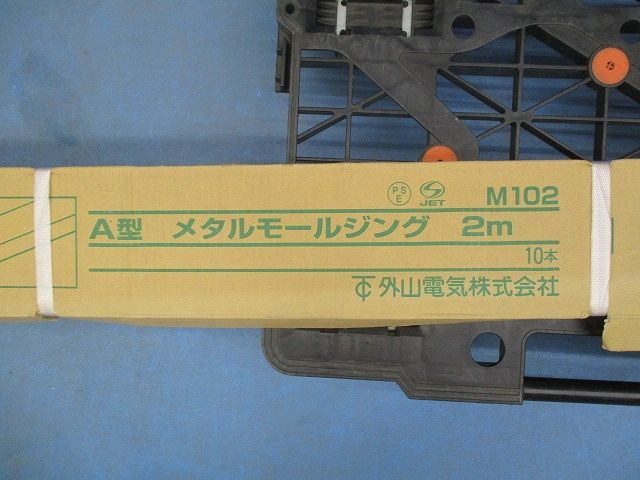 PS E JET M102
A型 メタルモールジング 2m
10本
外山電気株式会社